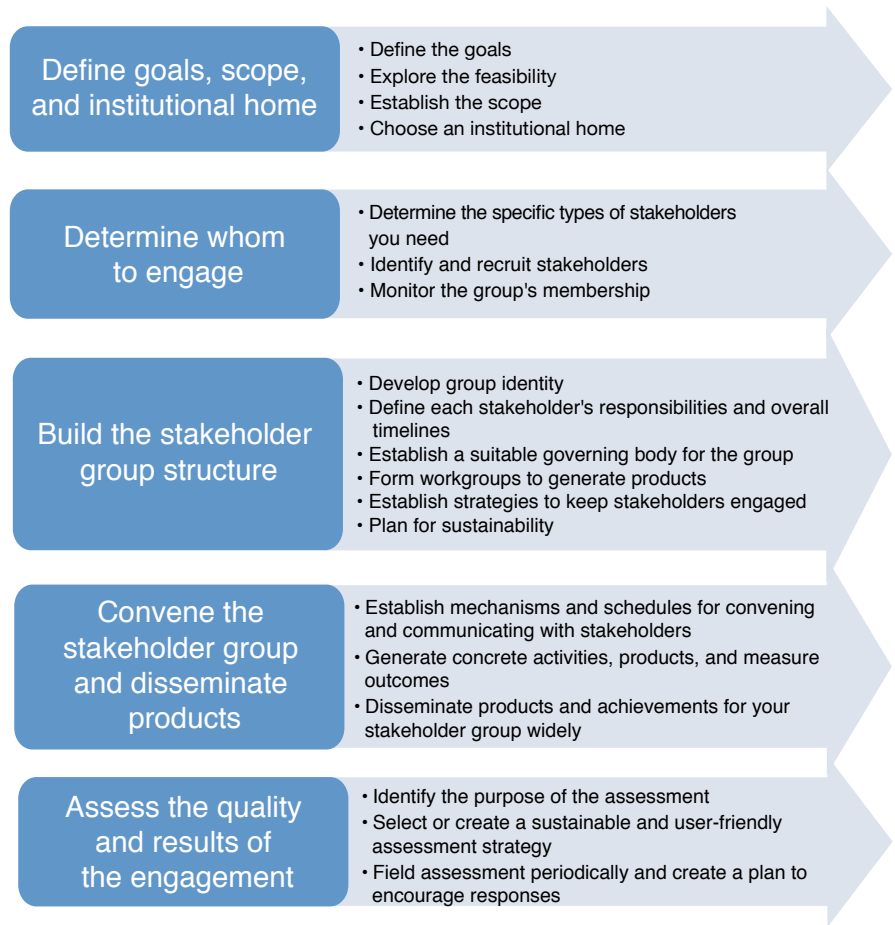 Define goals, scope,
and institutional home
• Define the goals
• Explore the feasibility
• Establish the scope
• Choose an institutional home
Determine whom
to engage
• Determine the specific types of stakeholders
you need
• Identify and recruit stakeholders
• Monitor the group's membership
Build the stakeholder
group structure
• Develop group identity
• Define each stakeholder's responsibilities and overall
timelines
• Establish a suitable governing body for the group
• Form workgroups to generate products
• Establish strategies to keep stakeholders engaged
• Plan for sustainability
Convene the
stakeholder group
and disseminate
products
• Establish mechanisms and schedules for convening
and communicating with stakeholders
• Generate concrete activities, products, and measure
outcomes
• Disseminate products and achievements for your
stakeholder group widely
Assess the quality
and results of
the engagement
• Identify the purpose of the assessment
• Select or create a sustainable and user-friendly
assessment strategy
• Field assessment periodically and create a plan to
encourage responses